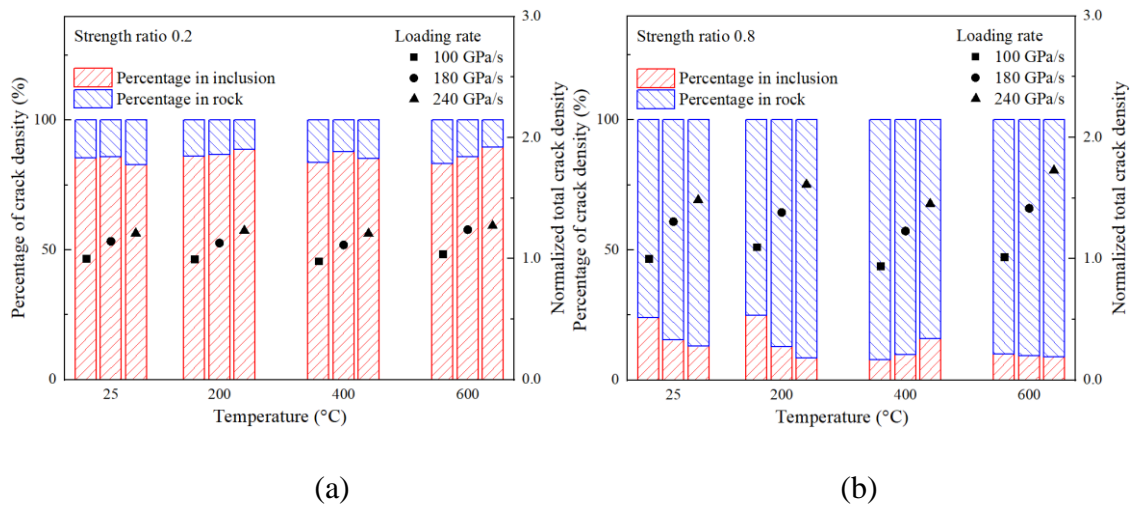 Strength ratio 0.2
Loading rate
100 GPa/s
180 GPa/s
240 GPa/s
Percentage in inclusion
Percentage in rock
Percentage of crack density (%)
100
50
0
25
200
400
600
Temperature (°C)
3.0
2.0
1.0
0.0
Normalized total crack density
(a)
Strength ratio 0.8
Loading rate
100 GPa/s
180 GPa/s
240 GPa/s
Percentage in inclusion
Percentage in rock
Percentage of crack density (%)
100
50
0
25
200
400
600
Temperature (°C)
3.0
2.0
1.0
0.0
Normalized total crack density
(b)